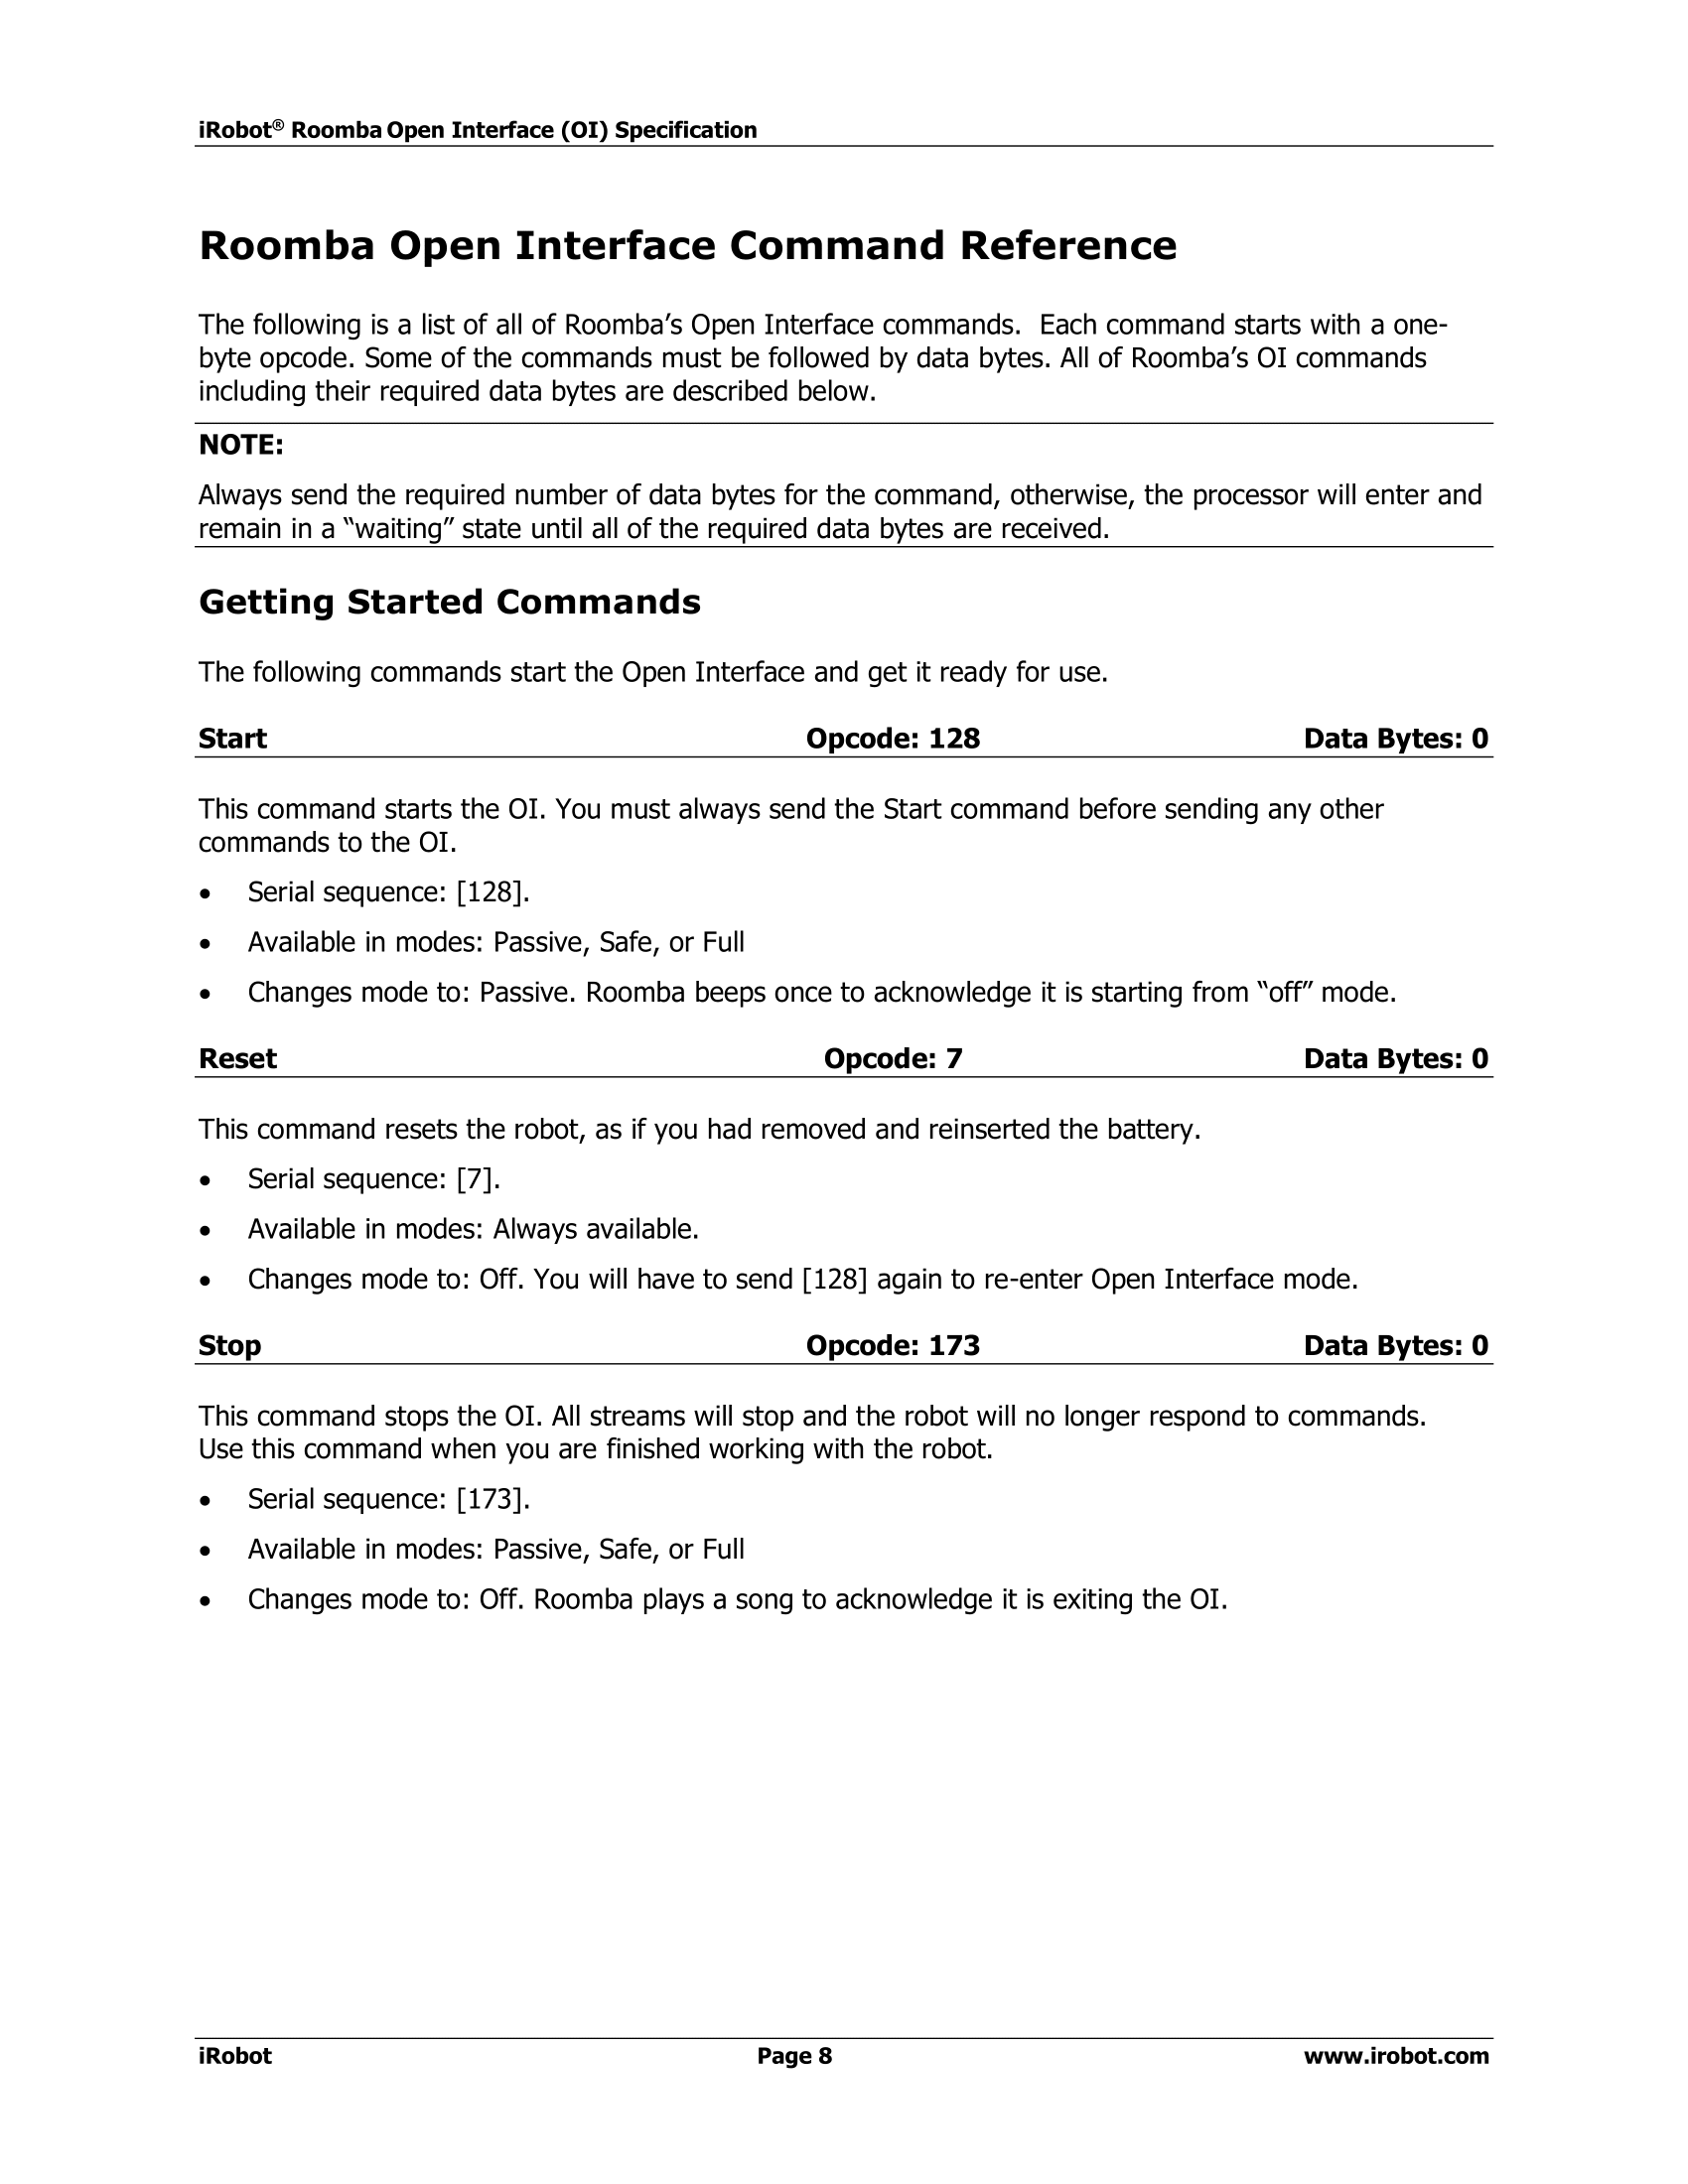 iRobot® Roomba Open Interface (OI) Specification
Roomba Open Interface Command Reference
The following is a list of all of Roomba’s Open Interface commands.  Each command starts with a one-
byte opcode. Some of the commands must be followed by data bytes. All of Roomba’s OI commands
including their required data bytes are described below.
NOTE:
Always send the required number of data bytes for the command, otherwise, the processor will enter and
remain in a “waiting” state until all of the required data bytes are received.
Getting Started Commands
The following commands start the Open Interface and get it ready for use.
Start Opcode: 128 Data Bytes: 0
This command starts the OI. You must always send the Start command before sending any other
commands to the OI.
• Serial sequence: [128].
• Available in modes: Passive, Safe, or Full
• Changes mode to: Passive. Roomba beeps once to acknowledge it is starting from “off” mode.
Reset Opcode: 7 Data Bytes: 0
This command resets the robot, as if you had removed and reinserted the battery.
• Serial sequence: [7].
• Available in modes: Always available.
• Changes mode to: Off. You will have to send [128] again to re-enter Open Interface mode.
Stop Opcode: 173 Data Bytes: 0
This command stops the OI. All streams will stop and the robot will no longer respond to commands.
Use this command when you are finished working with the robot.
• Serial sequence: [173].
• Available in modes: Passive, Safe, or Full
• Changes mode to: Off. Roomba plays a song to acknowledge it is exiting the OI.
iRobot Page 8 www.irobot.com